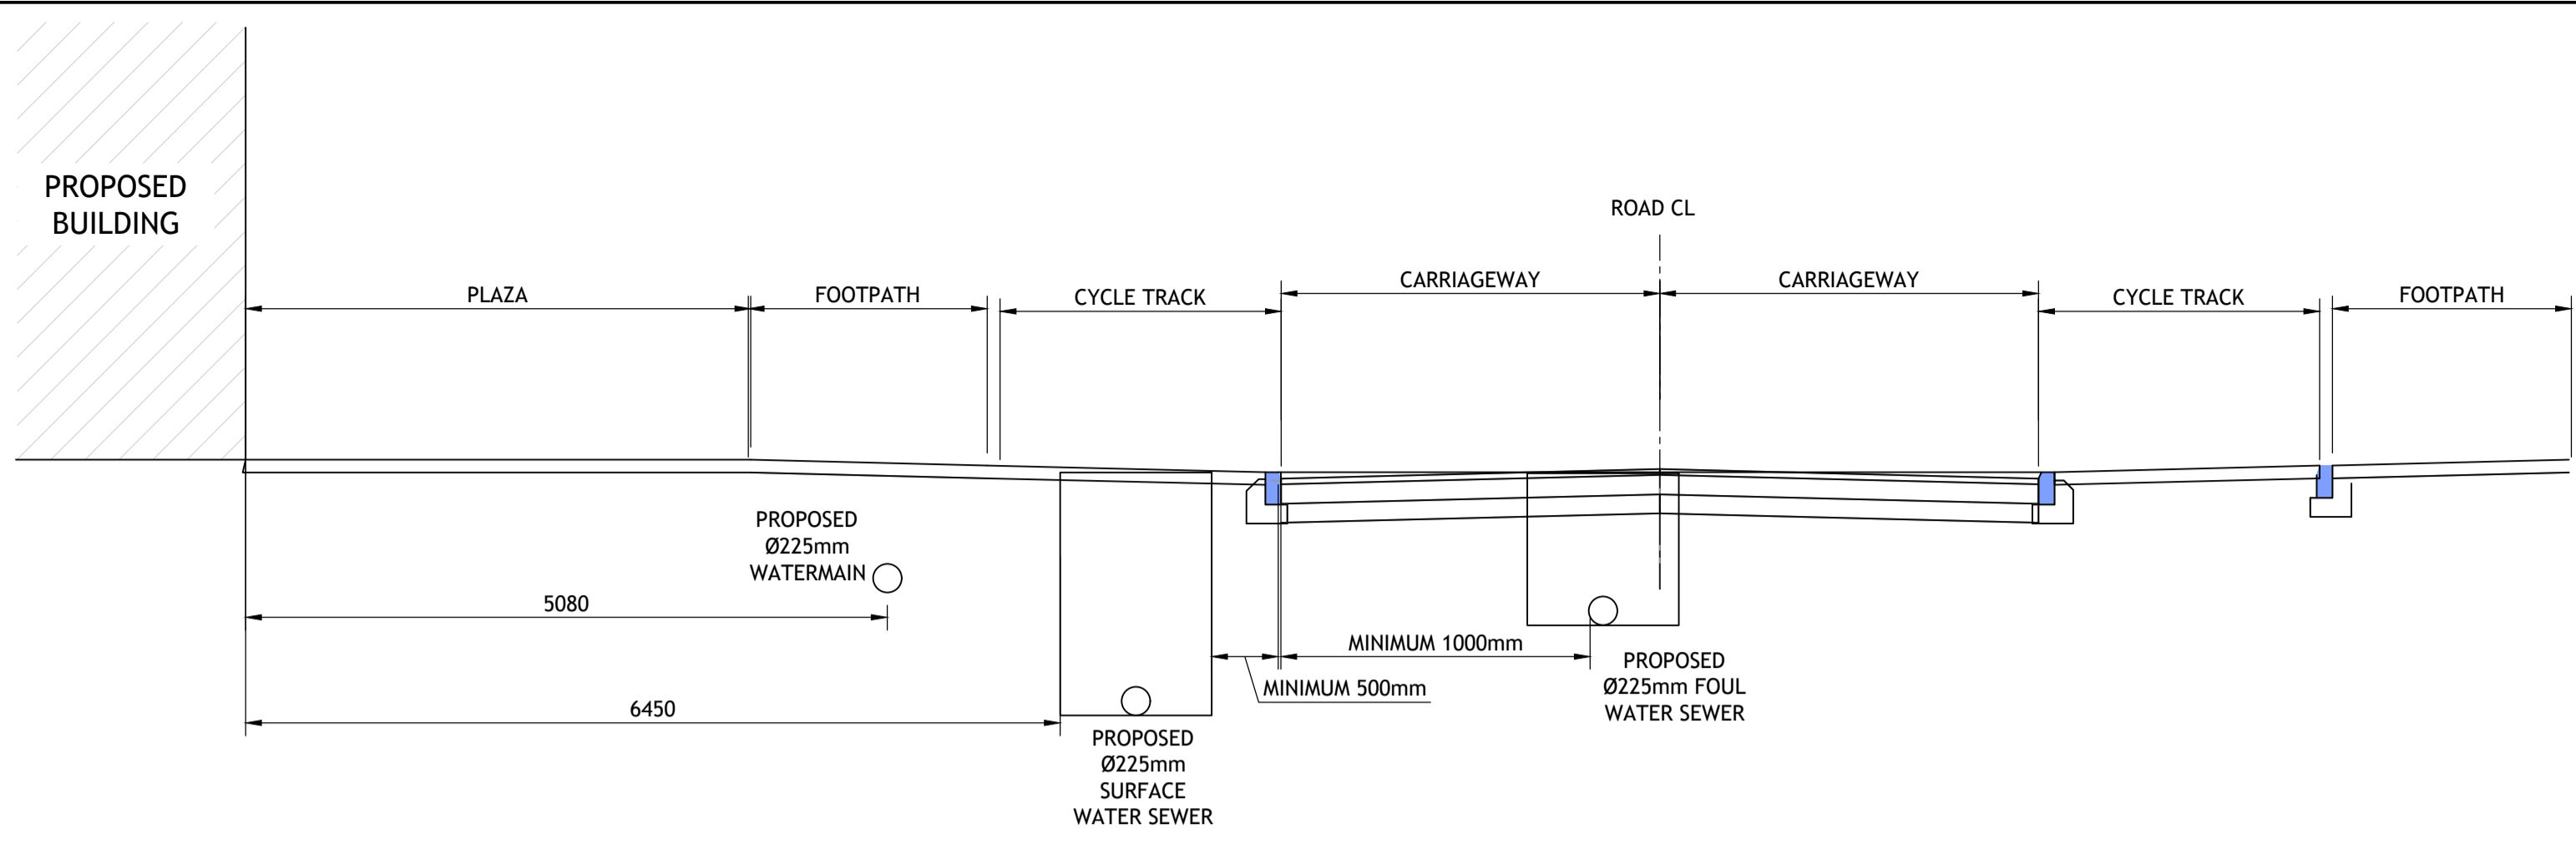 PROPOSED
BUILDING
ROAD CL
PLAZA
FOOTPATH
CYCLE TRACK
CARRIAGEWAY
CARRIAGEWAY
CYCLE TRACK
FOOTPATH
PROPOSED
Ø225mm
WATERMAIN
5080
MINIMUM 1000mm
MINIMUM 500mm
PROPOSED
Ø225mm FOUL
WATER SEWER
6450
PROPOSED
Ø225mm
SURFACE
WATER SEWER